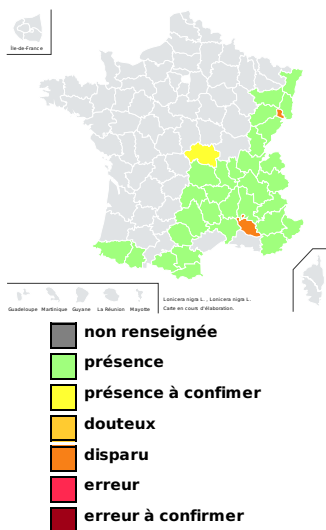 Île-de-France
Guadeloupe Martinique Guyane La Réunion Mayotte
Lonicera nigra L. , Lonicera nigra L.
Carte en cours d'élaboration.
non renseignée
présence
présence à confimer
douteux
disparu
erreur
erreur à confirmer